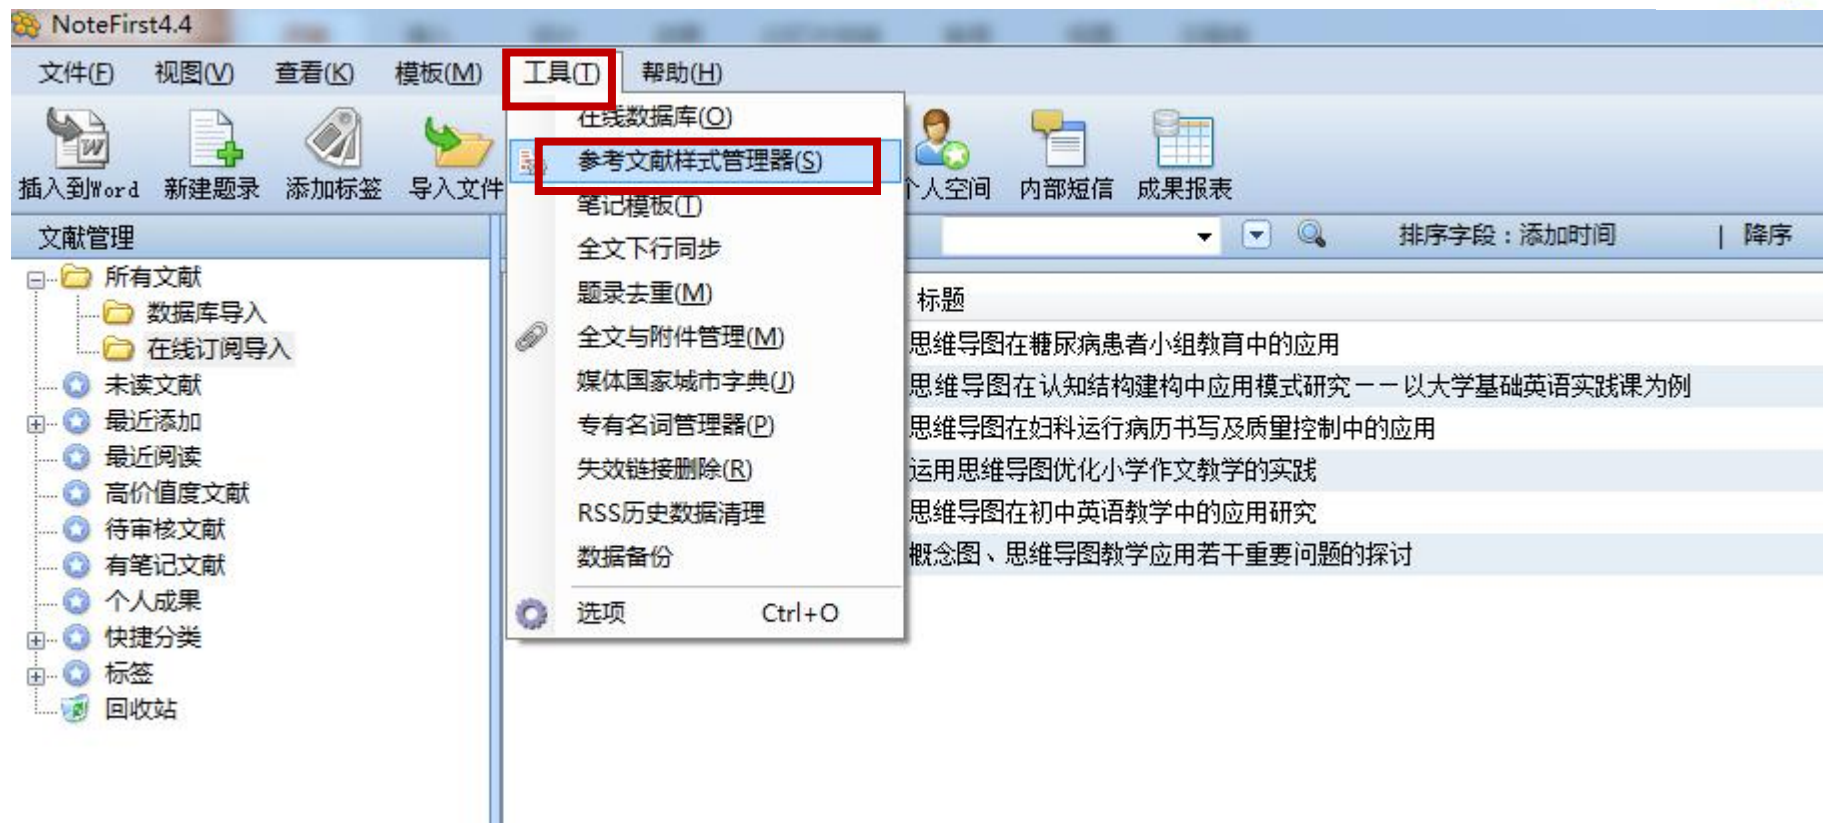 NoteFirst4.4
文件(F) 视图(V) 查看(K) 模板(M) 工具(T) 帮助(H)
插入到Word 新建题录 添加标签 导入文件 个人空间 内部短信 成果报表
在线数据库(O)
参考文献样式管理器(S)
笔记模板(T)
全文下行同步
题录去重(M)
全文与附件管理(M)
媒体国家城市字典(J)
专有名词管理器(P)
失效链接删除(R)
RSS历史数据清理
数据备份
选项 Ctrl+O
文献管理
所有文献
数据库导入
在线订阅导入
未读文献
最近添加
最近阅读
高价值度文献
待审核文献
有笔记文献
个人成果
快捷分类
标签
回收站
排序字段：添加时间 | 降序
标题
思维导图在糖尿病患者小组教育中的应用
思维导图在认知结构建构中应用模式研究－－以大学基础英语实践课为例
思维导图在妇科运行病历书写及质量控制中的应用
运用思维导图优化小学作文教学的实践
思维导图在初中英语教学中的应用研究
概念图、思维导图教学应用若干重要问题的探讨